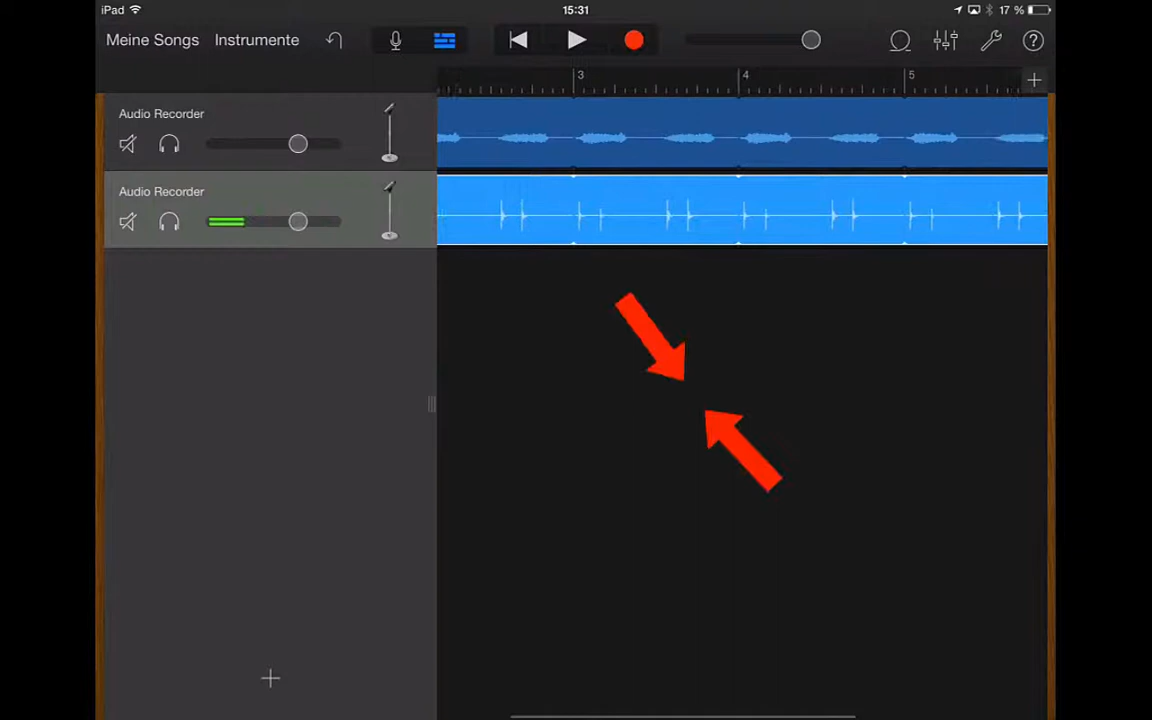 iPad 15:31 17 %
Meine Songs Instrumente ?
3 4 5 +
Audio Recorder
Audio Recorder
+